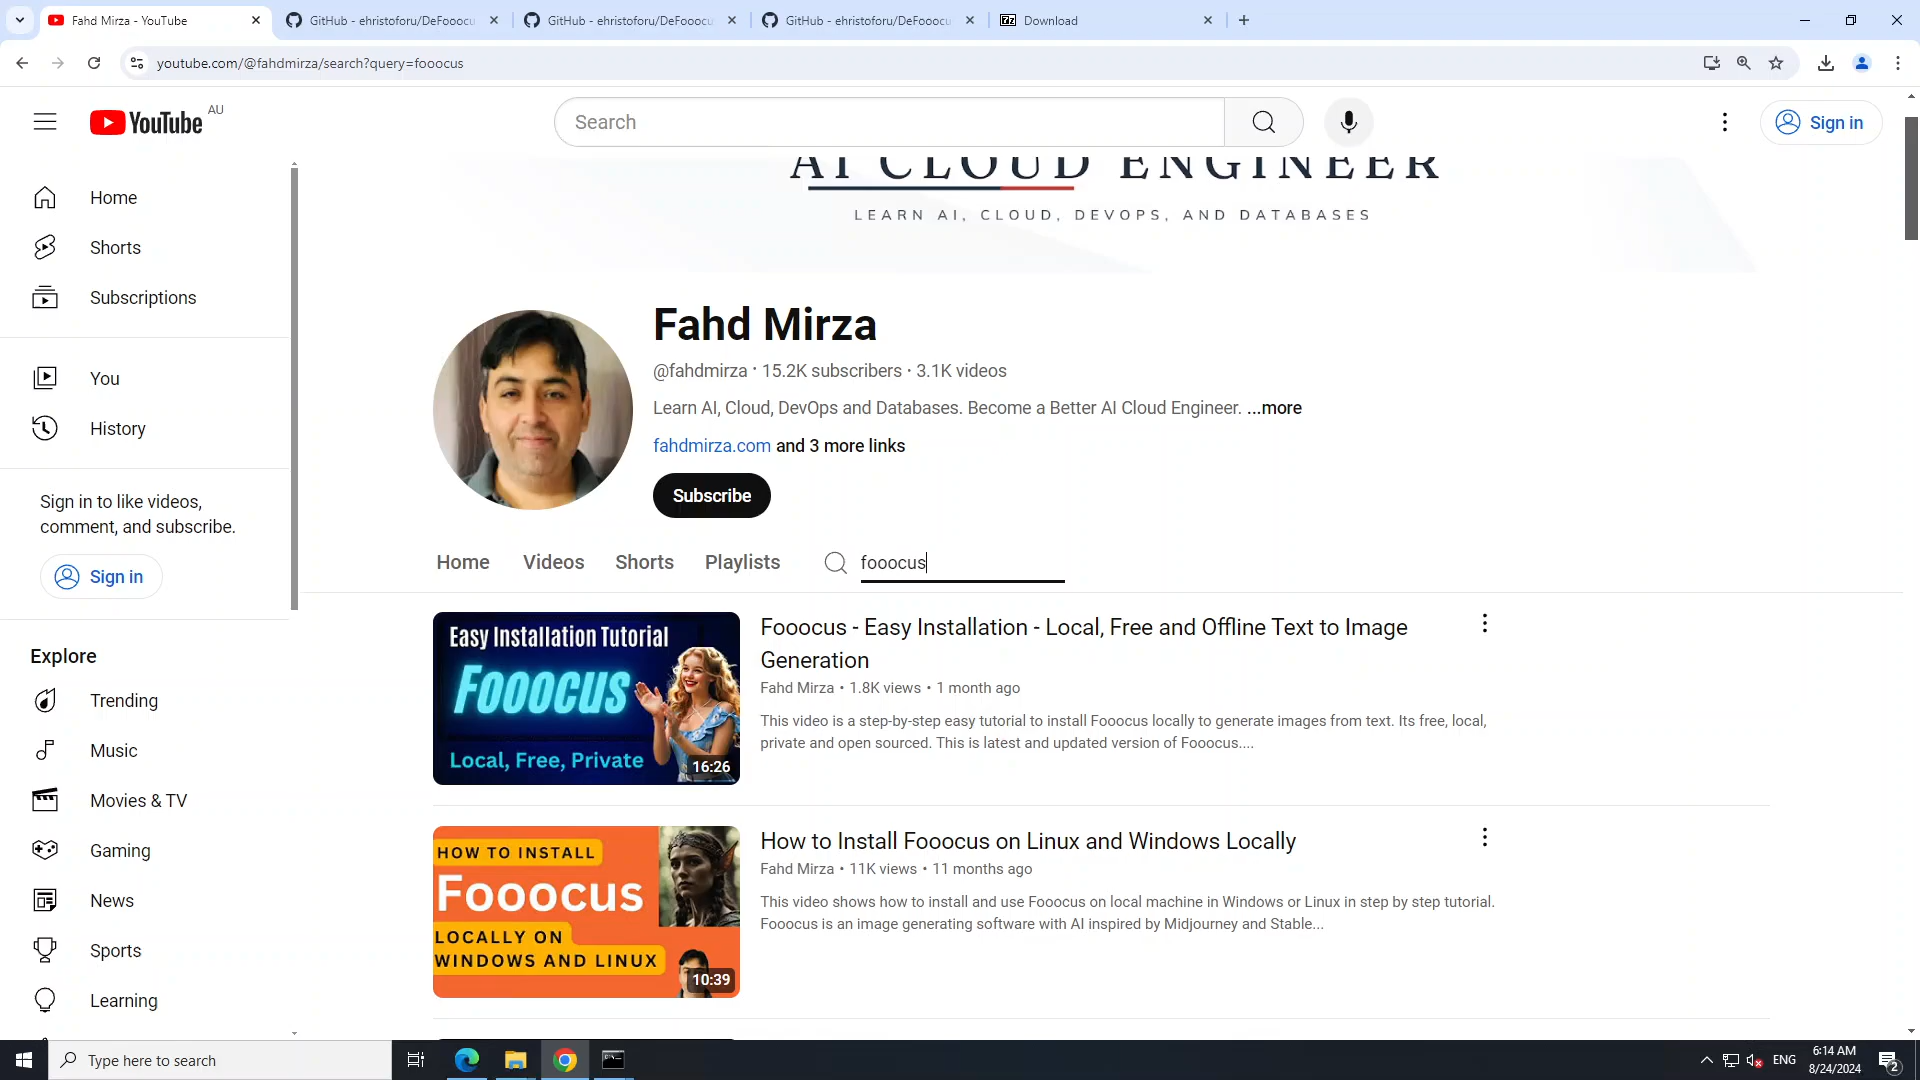 Fahd Mirza - YouTube
GitHub - ehristoforu/DeFooocu
GitHub - ehristoforu/DeFooocu
GitHub - ehristoforu/DeFooocu
7z Download
youtube.com/@fahdmirza/search?query=fooocus
YouTube AU
Search
Sign in
AI CLOUD ENGINEER
LEARN AI, CLOUD, DEVOPS, AND DATABASES
Home
Shorts
Subscriptions
You
History
Sign in to like videos,
comment, and subscribe.
Sign in
Explore
Trending
Music
Movies & TV
Gaming
News
Sports
Learning
Fahd Mirza
@fahdmirza • 15.2K subscribers • 3.1K videos
Learn AI, Cloud, DevOps and Databases. Become a Better AI Cloud Engineer. ...more
fahdmirza.com and 3 more links
Subscribe
Home Videos Shorts Playlists fooocus
Easy Installation Tutorial
Fooocus
Local, Free, Private
16:26
Fooocus - Easy Installation - Local, Free and Offline Text to Image
Generation
Fahd Mirza • 1.8K views • 1 month ago
This video is a step-by-step easy tutorial to install Fooocus locally to generate images from text. Its free, local,
private and open sourced. This is latest and updated version of Fooocus....
HOW TO INSTALL
Fooocus
LOCALLY ON
WINDOWS AND LINUX
10:39
How to Install Fooocus on Linux and Windows Locally
Fahd Mirza • 11K views • 11 months ago
This video shows how to install and use Fooocus on local machine in Windows or Linux in step by step tutorial.
Fooocus is an image generating software with AI inspired by Midjourney and Stable...
Type here to search
ENG
6:14 AM
8/24/2024
2